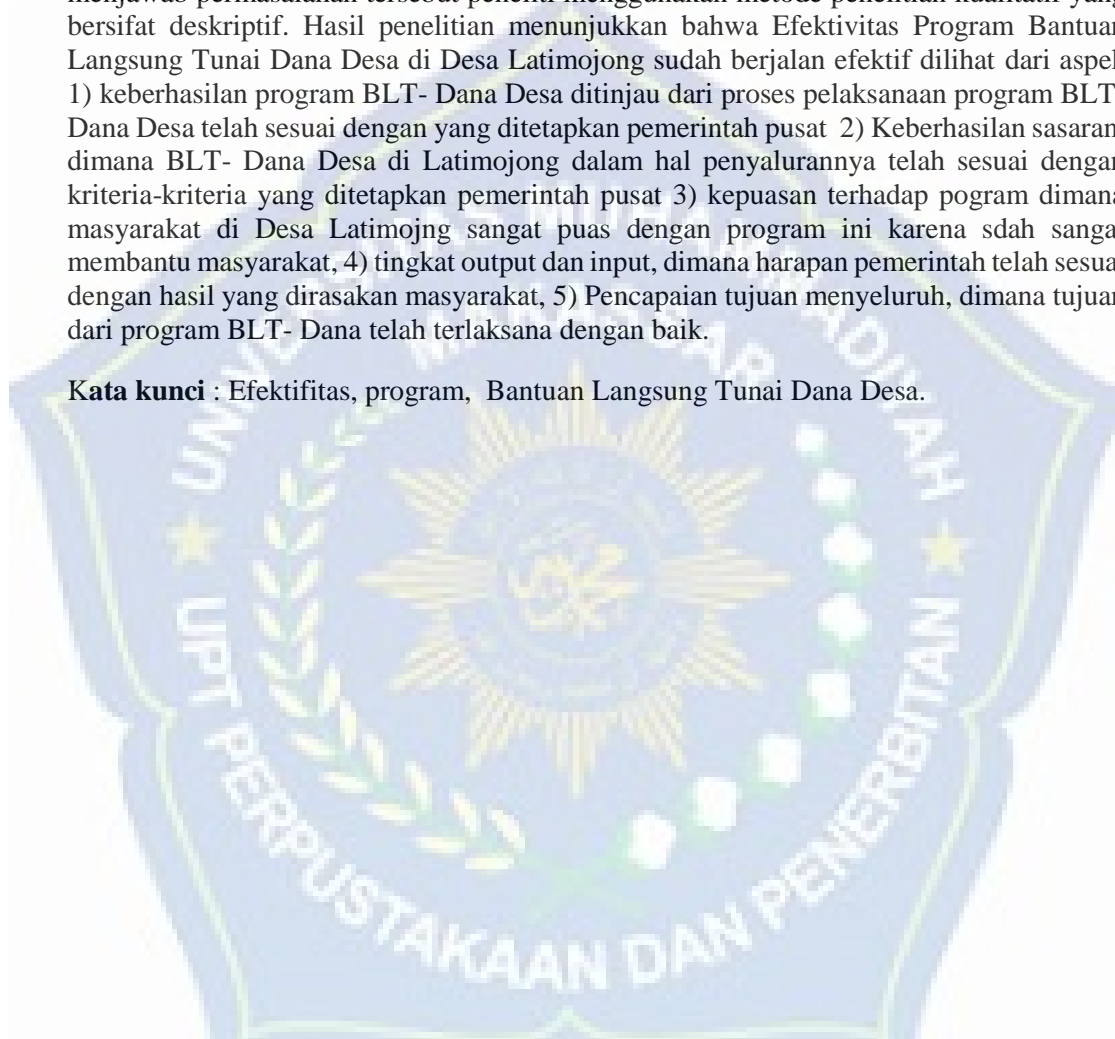 menjawab permasalahan tersebut peneliti menggunakan metode penelitian kualitatif yang
bersifat deskriptif. Hasil penelitian menunjukkan bahwa Efektivitas Program Bantuan
Langsung Tunai Dana Desa di Desa Latimojong sudah berjalan efektif dilihat dari aspek
1) keberhasilan program BLT- Dana Desa ditinjau dari proses pelaksanaan program BLT-
Dana Desa telah sesuai dengan yang ditetapkan pemerintah pusat 2) Keberhasilan sasaran
dimana BLT- Dana Desa di Latimojong dalam hal penyalurannya telah sesuai dengan
kriteria-kriteria yang ditetapkan pemerintah pusat 3) kepuasan terhadap pogram dimana
masyarakat di Desa Latimojng sangat puas dengan program ini karena sdah sangat
membantu masyarakat, 4) tingkat output dan input, dimana harapan pemerintah telah sesuai
dengan hasil yang dirasakan masyarakat, 5) Pencapaian tujuan menyeluruh, dimana tujuan
dari program BLT- Dana telah terlaksana dengan baik.
Kata kunci : Efektifitas, program, Bantuan Langsung Tunai Dana Desa.
UNIVERSITAS MUHAMMADIYAH
MAKASSAR
UPT PERPUSTAKAAN DAN PENERBITAN